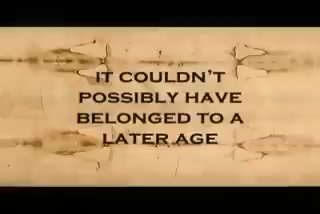 IT COULDN'T
POSSIBLY HAVE
BELONGED TO A
LATER AGE